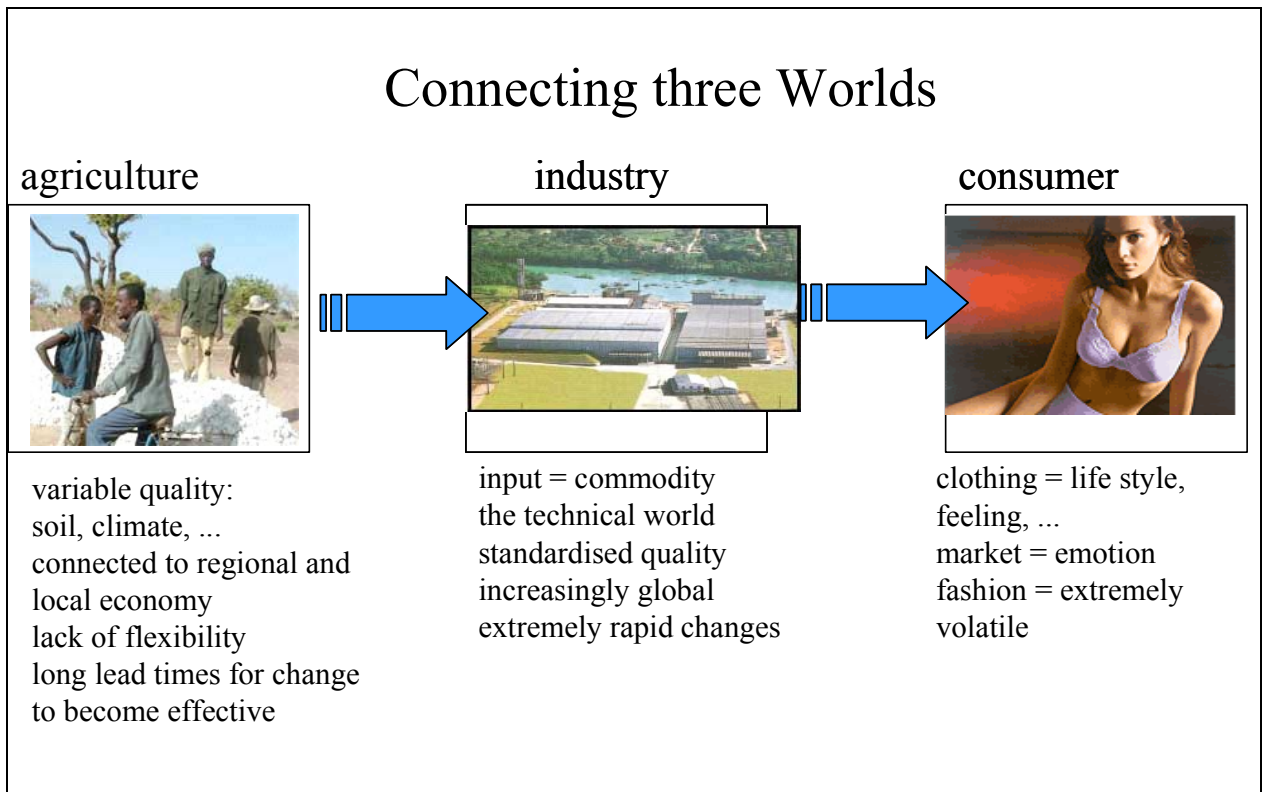 Connecting three Worlds
agriculture
industry
consumer
variable quality:
soil, climate, ...
connected to regional and
local economy
lack of flexibility
long lead times for change
to become effective
input = commodity
the technical world
standardised quality
increasingly global
extremely rapid changes
clothing = life style,
feeling, ...
market = emotion
fashion = extremely
volatile